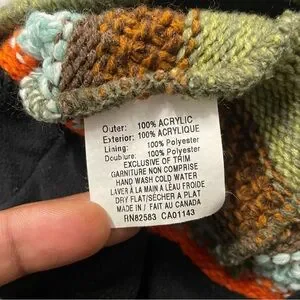 Outer: 100% ACRYLIC
Exterior: 100% ACRYLIQUE
Lining: 100% Polyester
Doublure: 100% Polyester
EXCLUSIVE OF TRIM
GARNITURE NON COMPRISE
HAND WASH COLD WATER
LAVER À LA MAIN A LÉAU FROIDE
DRY FLAT/SÉCHER A PLAT
MADE IN / FAIT AU CANADA
RN82583 CA01143